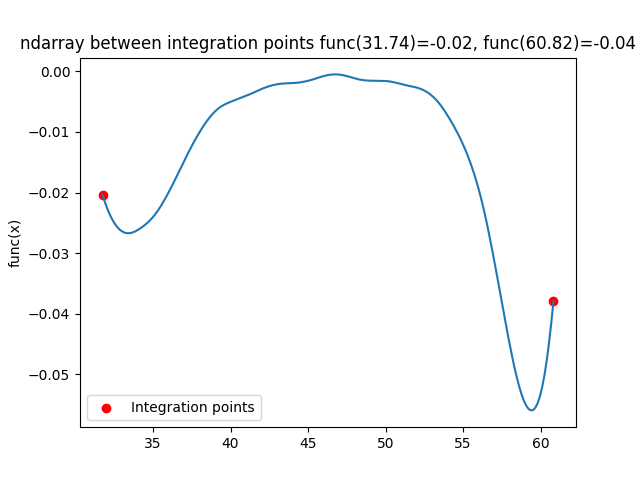 ndarray between integration points func(31.74)=-0.02, func(60.82)=-0.04
0.00
−0.01
−0.02
−0.03
−0.04
−0.05
func(x)
Integration points
35 40 45 50 55 60